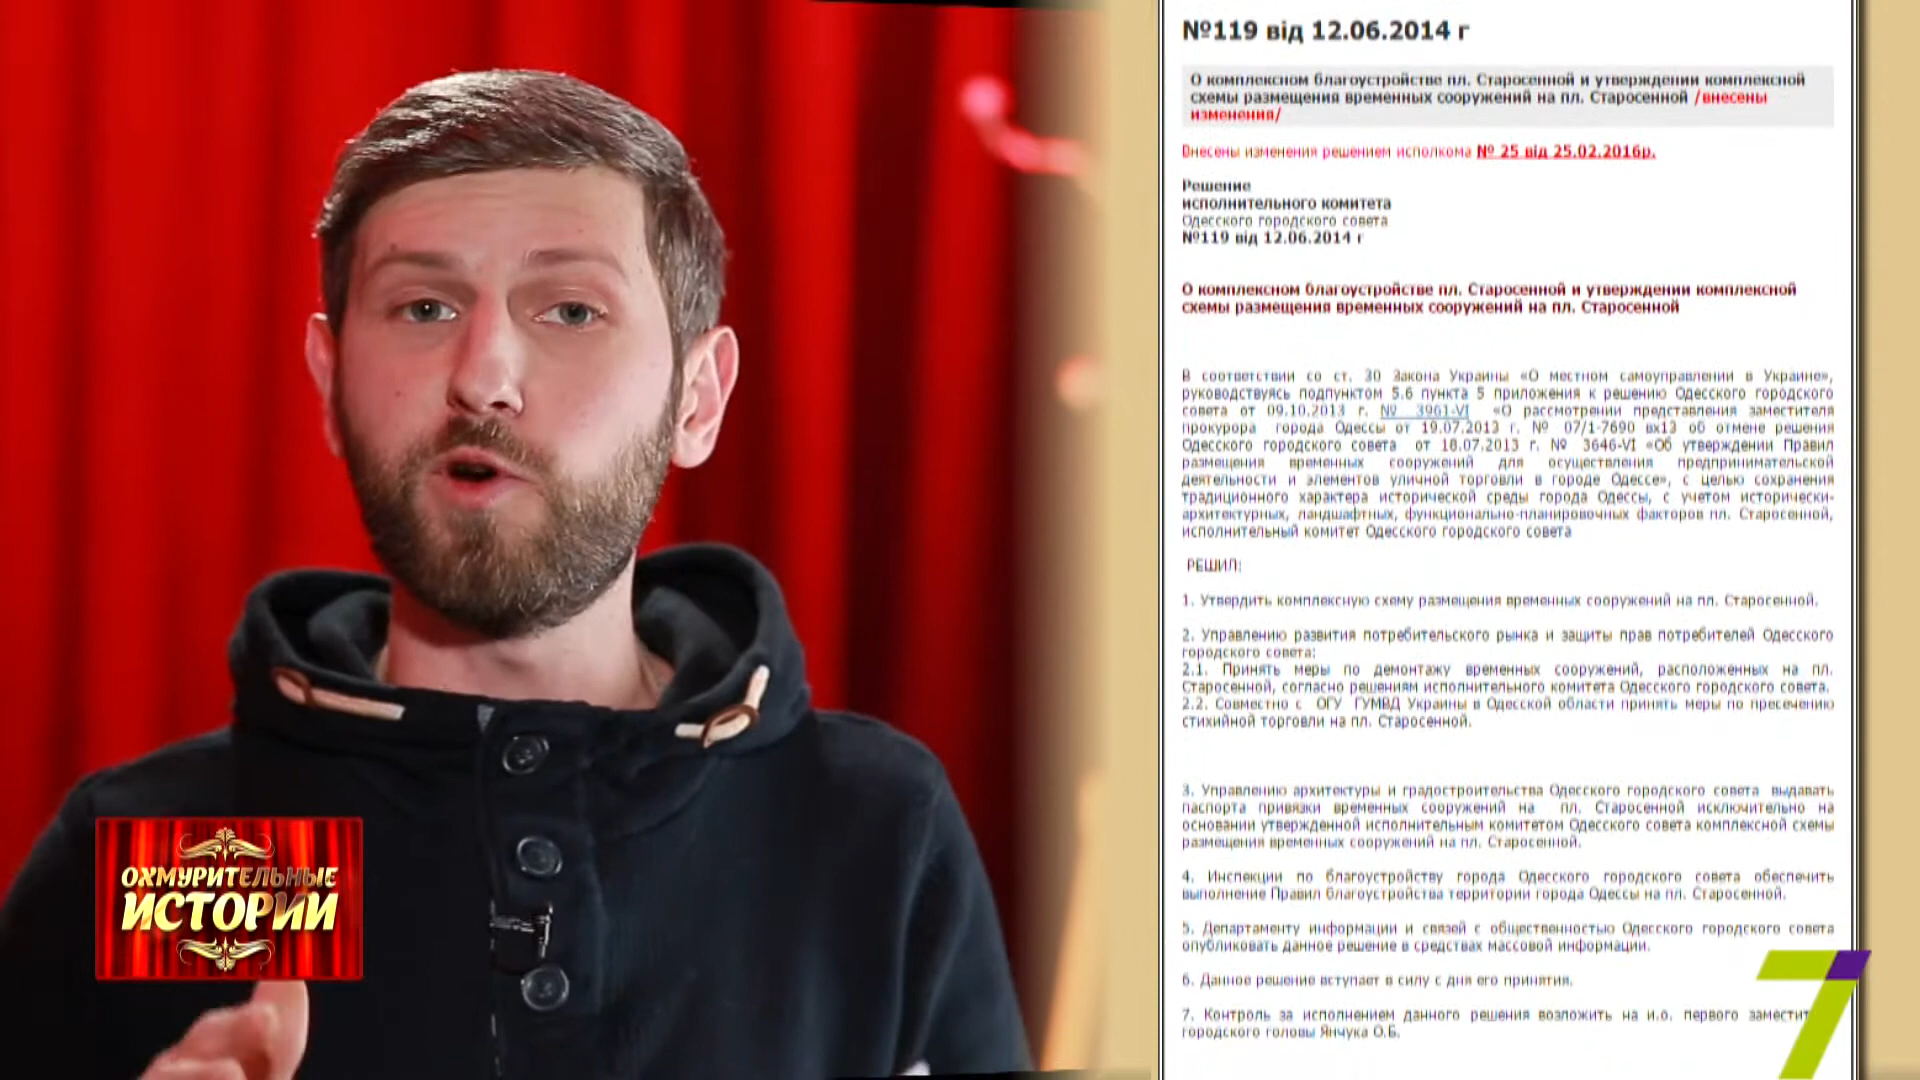 №119 від 12.06.2014 г
О комплексном благоустройстве пл. Старосенной и утверждении комплексной
схемы размещения временных сооружений на пл. Старосенной /внесены
изменения/
Внесены изменения решением исполкома № 25 від 25.02.2016р.
Решение
исполнительного комитета
Одесского городского совета
№119 від 12.06.2014 г
О комплексном благоустройстве пл. Старосенной и утверждении комплексной
схемы размещения временных сооружений на пл. Старосенной
В соответствии со ст. 30 Закона Украины «О местном самоуправлении в Украине»,
руководствуясь подпунктом 5.6 пункта 5 приложения к решению Одесского городского
совета от 09.10.2013 г. № 3961-VI «О рассмотрении представления заместителя
прокурора города Одессы от 19.07.2013 г. № 07/1-7690 вх13 об отмене решения
Одесского городского совета от 18.07.2013 г. № 3646-VI «Об утверждении Правил
размещения временных сооружений для осуществления предпринимательской
деятельности и элементов уличной торговли в городе Одессе», с целью сохранения
традиционного характера исторической среды города Одессы, с учетом исторически-
архитектурных, ландшафтных, функционально-планировочных факторов пл. Старосенной,
исполнительный комитет Одесского городского совета
РЕШИЛ:
1. Утвердить комплексную схему размещения временных сооружений на пл. Старосенной.
2. Управлению развития потребительского рынка и защиты прав потребителей Одесского
городского совета:
2.1. Принять меры по демонтажу временных сооружений, расположенных на пл.
Старосенной, согласно решениям исполнительного комитета Одесского городского совета.
2.2. Совместно с ОГУ ГУМВД Украины в Одесской области принять меры по пресечению
стихийной торговли на пл. Старосенной.
3. Управлению архитектуры и градостроительства Одесского городского совета выдавать
паспорта привязки временных сооружений на пл. Старосенной исключительно на
основании утвержденной исполнительным комитетом Одесского совета комплексной схемы
размещения временных сооружений на пл. Старосенной.
4. Инспекции по благоустройству города Одесского городского совета обеспечить
выполнение Правил благоустройства территории города Одессы на пл. Старосенной.
5. Департаменту информации и связей с общественностью Одесского городского совета
опубликовать данное решение в средствах массовой информации.
6. Данное решение вступает в силу с дня его принятия.
7. Контроль за исполнением данного решения возложить на и.о. первого заместит
городского головы Янчука О.Б.
ОХМУРИТЕЛЬНЫЕ
ИСТОРИИ
7